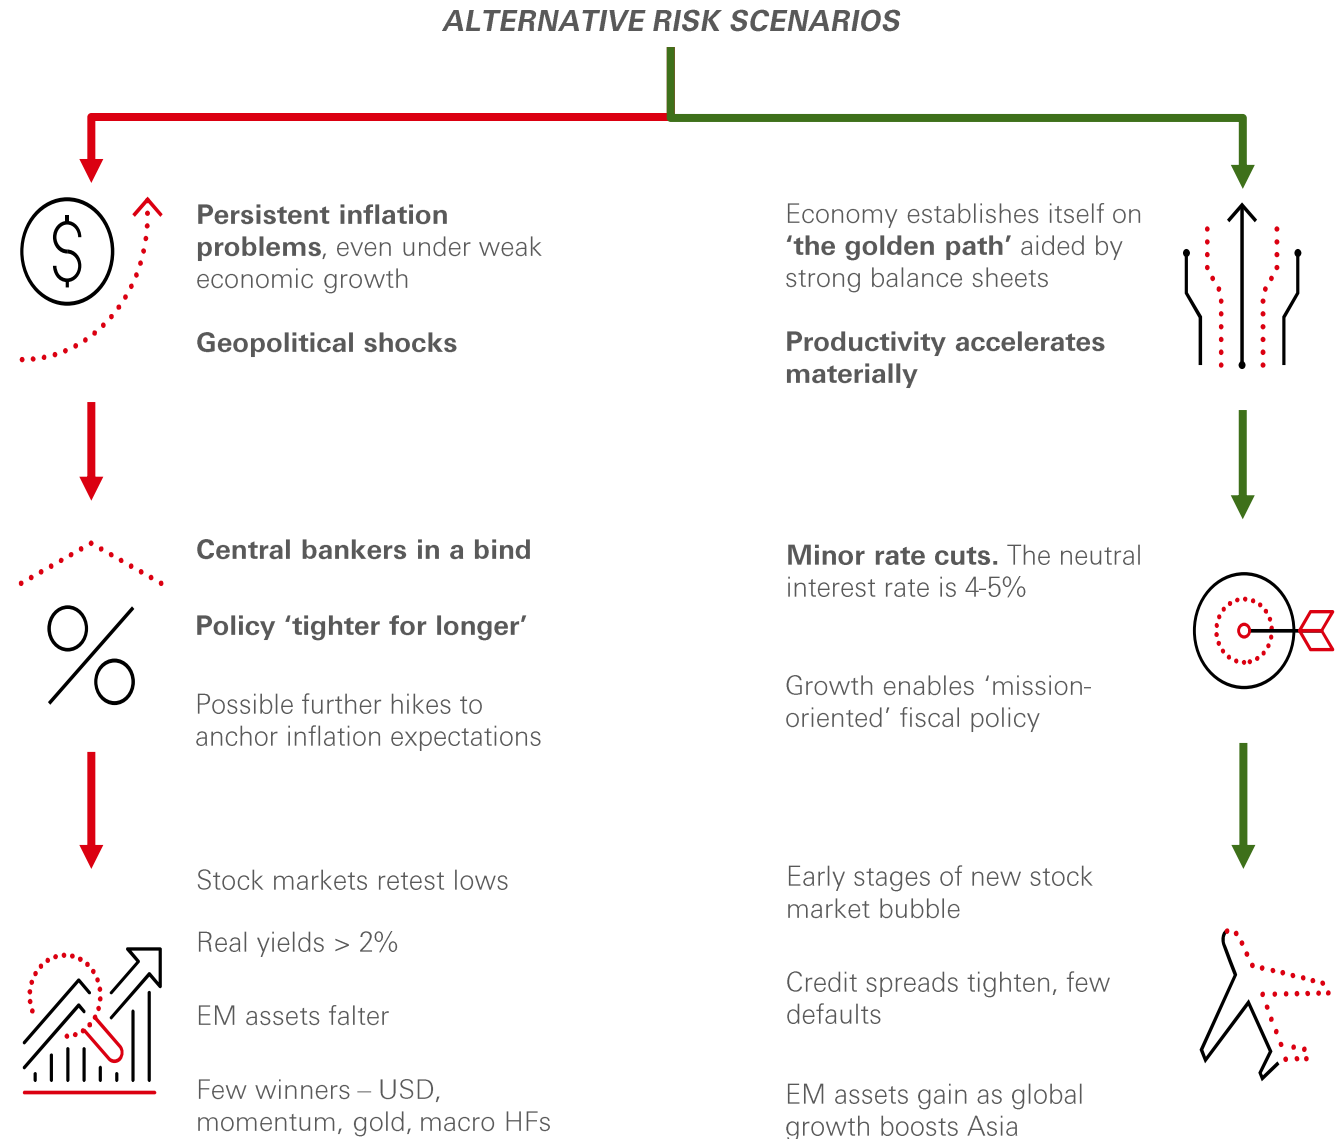 ALTERNATIVE RISK SCENARIOS
Persistent inflation
problems, even under weak
economic growth
Geopolitical shocks
Central bankers in a bind
Policy ‘tighter for longer’
Possible further hikes to
anchor inflation expectations
Stock markets retest lows
Real yields > 2%
EM assets falter
Few winners – USD,
momentum, gold, macro HFs
Economy establishes itself on
‘the golden path’ aided by
strong balance sheets
Productivity accelerates
materially
Minor rate cuts. The neutral
interest rate is 4-5%
Growth enables ‘mission-
oriented’ fiscal policy
Early stages of new stock
market bubble
Credit spreads tighten, few
defaults
EM assets gain as global
growth boosts Asia